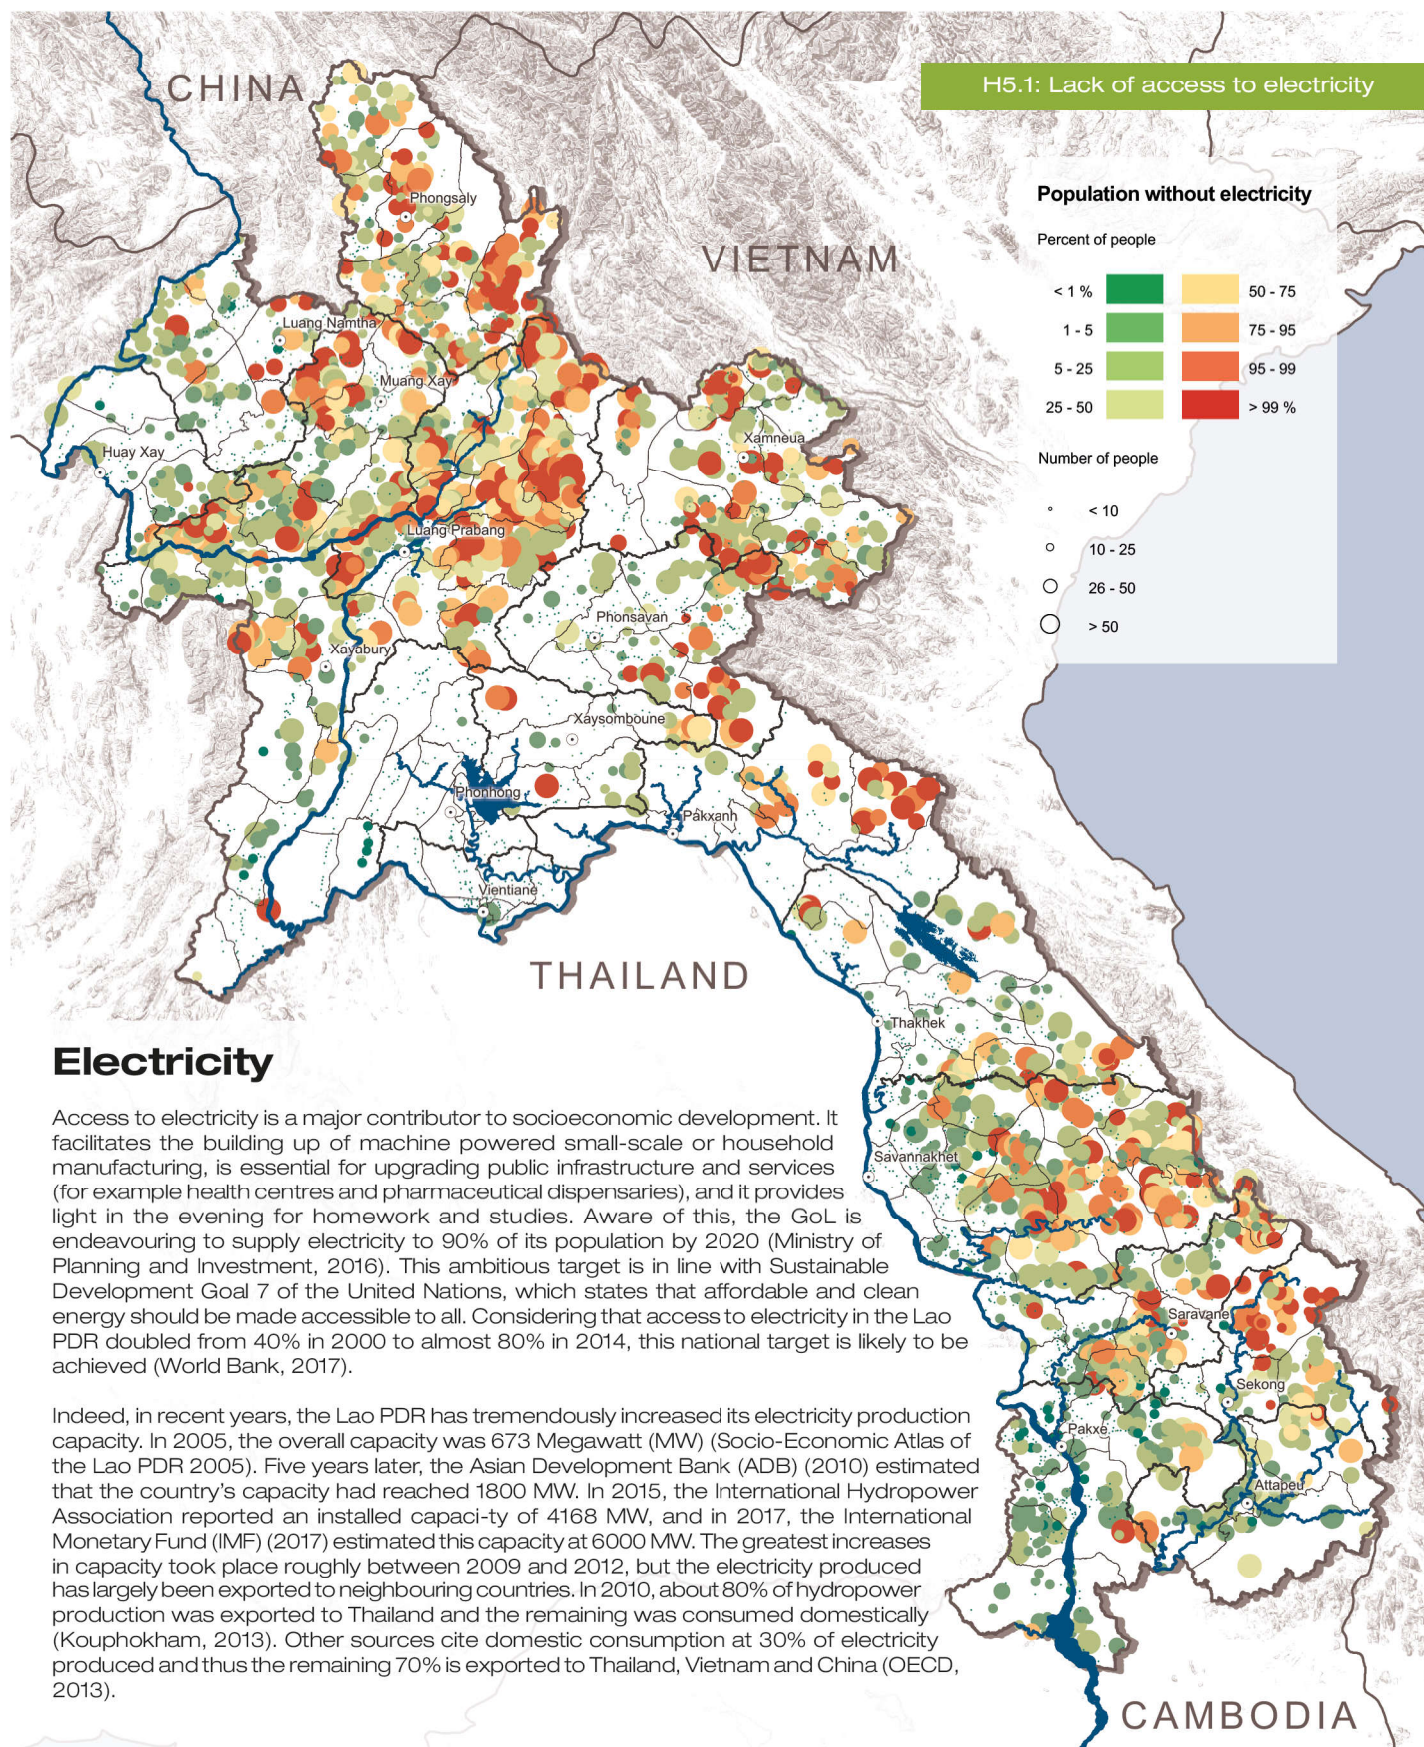 CHINA
H5.1: Lack of access to electricity
Population without electricity
Phongsaly
Percent of people
VIETNAM
< 1 % 50 - 75
Luang Namtha
1 - 5 75 - 95
5 - 25 95 - 99
Muang Xay
25 - 50 > 99 %
Xamneua
Huay Xay
Number of people
< 10
Luang Prabang
10 - 25
26 - 50
Phonsavan
> 50
Xayabury
Xaysomboune
Phonhong
Pakxanh
Vientiane
THAILAND
Thakhek
Electricity
Access to electricity is a major contributor to socioeconomic development. It
facilitates the building up of machine powered small-scale or household
manufacturing, is essential for upgrading public infrastructure and services
(for example health centres and pharmaceutical dispensaries), and it provides
light in the evening for homework and studies. Aware of this, the GoL is
endeavouring to supply electricity to 90% of its population by 2020 (Ministry of
Planning and Investment, 2016). This ambitious target is in line with Sustainable
Development Goal 7 of the United Nations, which states that affordable and clean
energy should be made accessible to all. Considering that access to electricity in the Lao
PDR doubled from 40% in 2000 to almost 80% in 2014, this national target is likely to be
achieved (World Bank, 2017).
Indeed, in recent years, the Lao PDR has tremendously increased its electricity production
capacity. In 2005, the overall capacity was 673 Megawatt (MW) (Socio-Economic Atlas of
the Lao PDR 2005). Five years later, the Asian Development Bank (ADB) (2010) estimated
that the country's capacity had reached 1800 MW. In 2015, the International Hydropower
Association reported an installed capaci-ty of 4168 MW, and in 2017, the International
Monetary Fund (IMF) (2017) estimated this capacity at 6000 MW. The greatest increases
in capacity took place roughly between 2009 and 2012, but the electricity produced
has largely been exported to neighbouring countries. In 2010, about 80% of hydropower
production was exported to Thailand and the remaining was consumed domestically
(Kouphokham, 2013). Other sources cite domestic consumption at 30% of electricity
produced and thus the remaining 70% is exported to Thailand, Vietnam and China (OECD,
2013).
Savannakhet
Saravane
Sekong
Pakxe
Attapeu
CAMBODIA